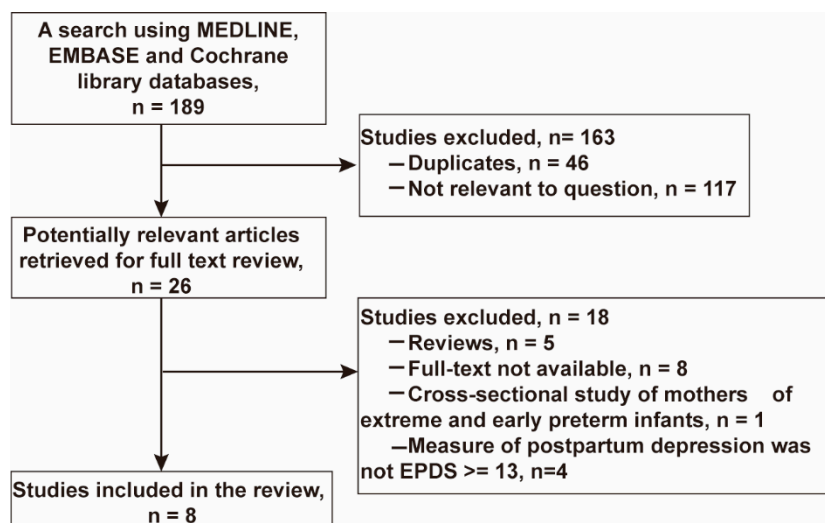 A search using MEDLINE,
EMBASE and Cochrane
library databases,
n = 189
Studies excluded, n= 163
–Duplicates, n = 46
–Not relevant to question, n = 117
Potentially relevant articles
retrieved for full text review,
n = 26
Studies excluded, n = 18
–Reviews, n = 5
–Full-text not available, n = 8
–Cross-sectional study of mothers of
extreme and early preterm infants, n = 1
–Measure of postpartum depression was
not EPDS >= 13, n=4
Studies included in the review,
n = 8